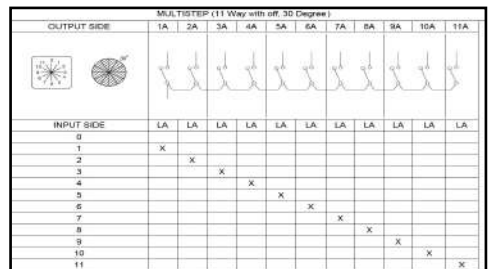 MULTISTEP (11 Way with off, 30 Degree)
OUTPUT SIDE 1A 2A 3A 4A 5A 6A 7A 8A 9A 10A 11A
INPUT SIDE LA LA LA LA LA LA LA LA LA LA LA
0
1 X
2 X
3 X
4 X
5 X
6 X
7 X
8 X
9 X
10 X
11 X